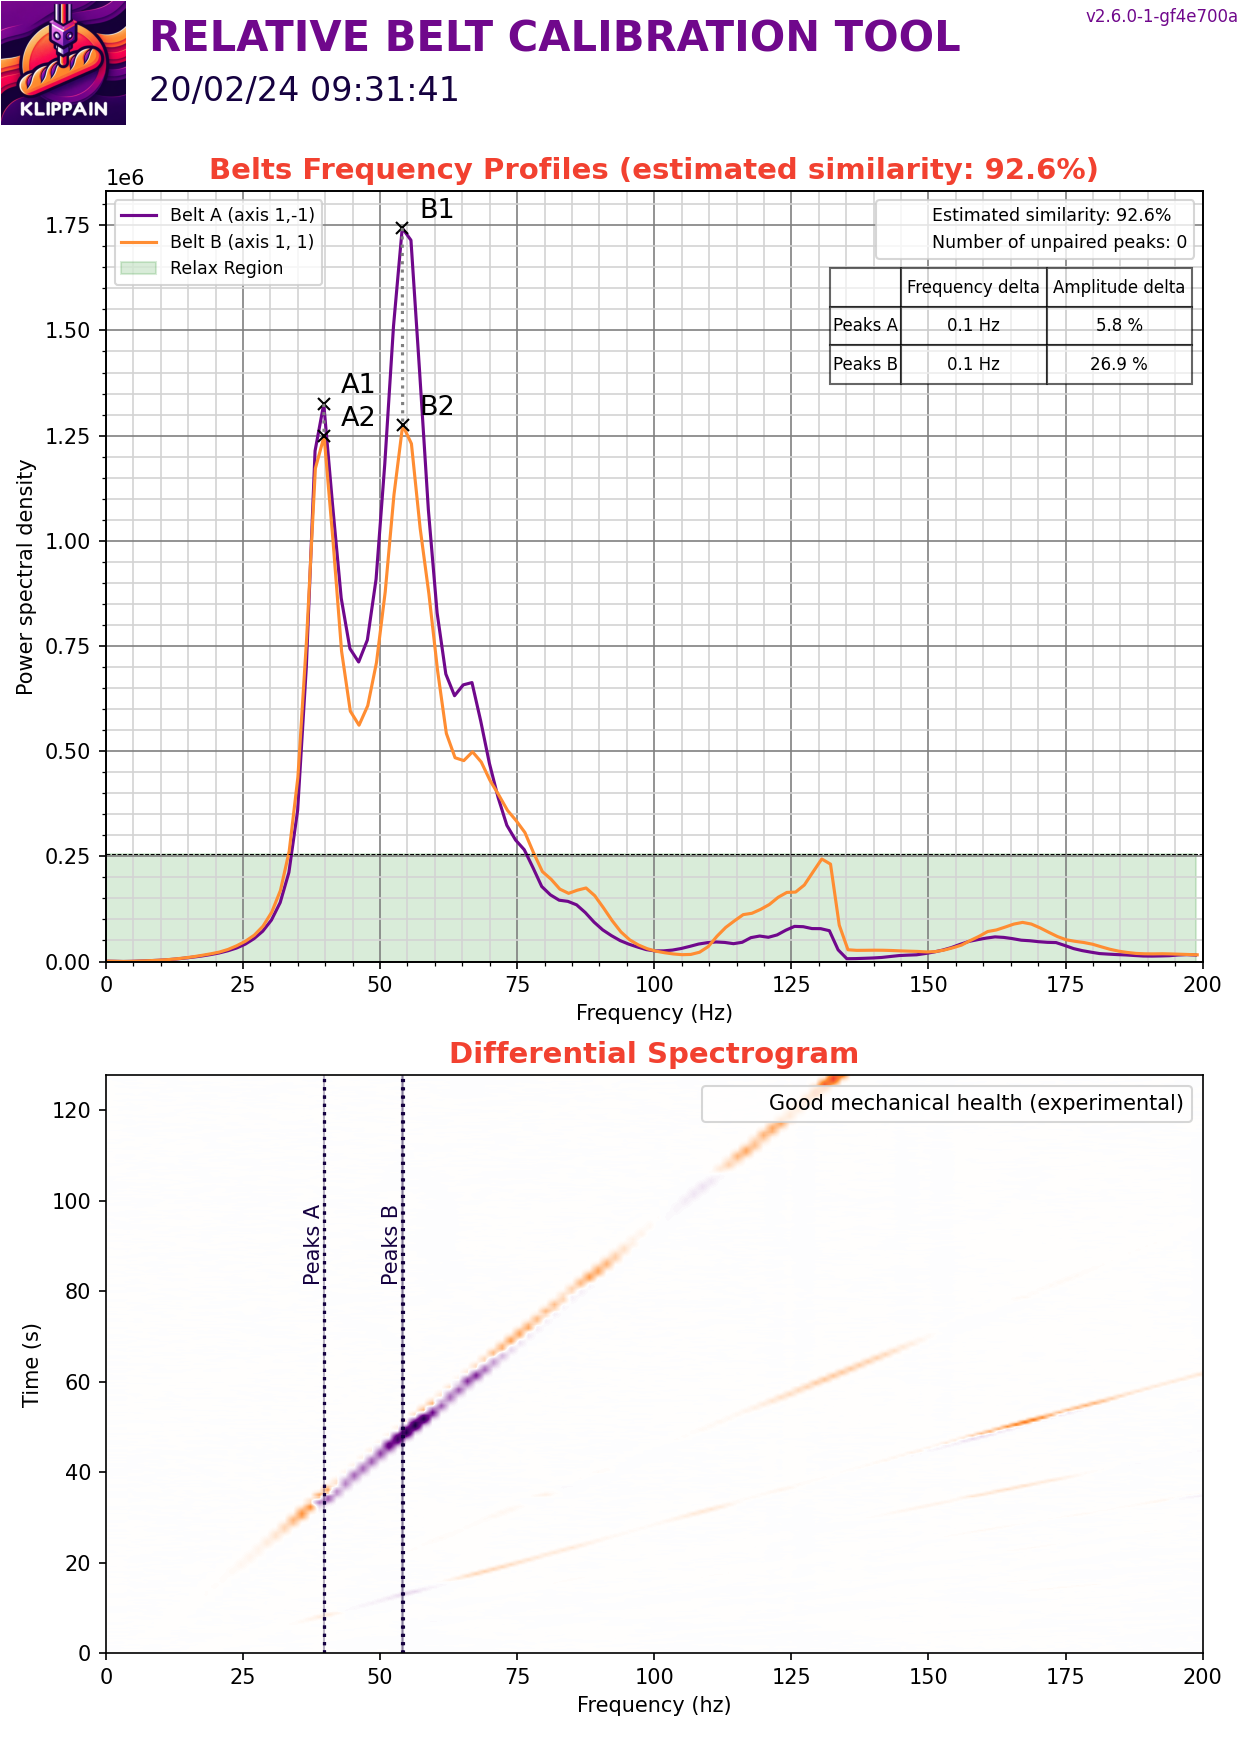 KLIPPAIN
RELATIVE BELT CALIBRATION TOOL
20/02/24 09:31:41
v2.6.0-1-gf4e700a
Belts Frequency Profiles (estimated similarity: 92.6%)
1e6
Belt A (axis 1,-1)
Belt B (axis 1, 1)
Relax Region
Estimated similarity: 92.6%
Number of unpaired peaks: 0
Frequency delta Amplitude delta
Peaks A 0.1 Hz 5.8 %
Peaks B 0.1 Hz 26.9 %
B1
A1
A2
B2
Power spectral density
1.75
1.50
1.25
1.00
0.75
0.50
0.25
0.00
0 25 50 75 100 125 150 175 200
Frequency (Hz)
Differential Spectrogram
Good mechanical health (experimental)
Peaks A
Peaks B
Time (s)
120
100
80
60
40
20
0
0 25 50 75 100 125 150 175 200
Frequency (hz)